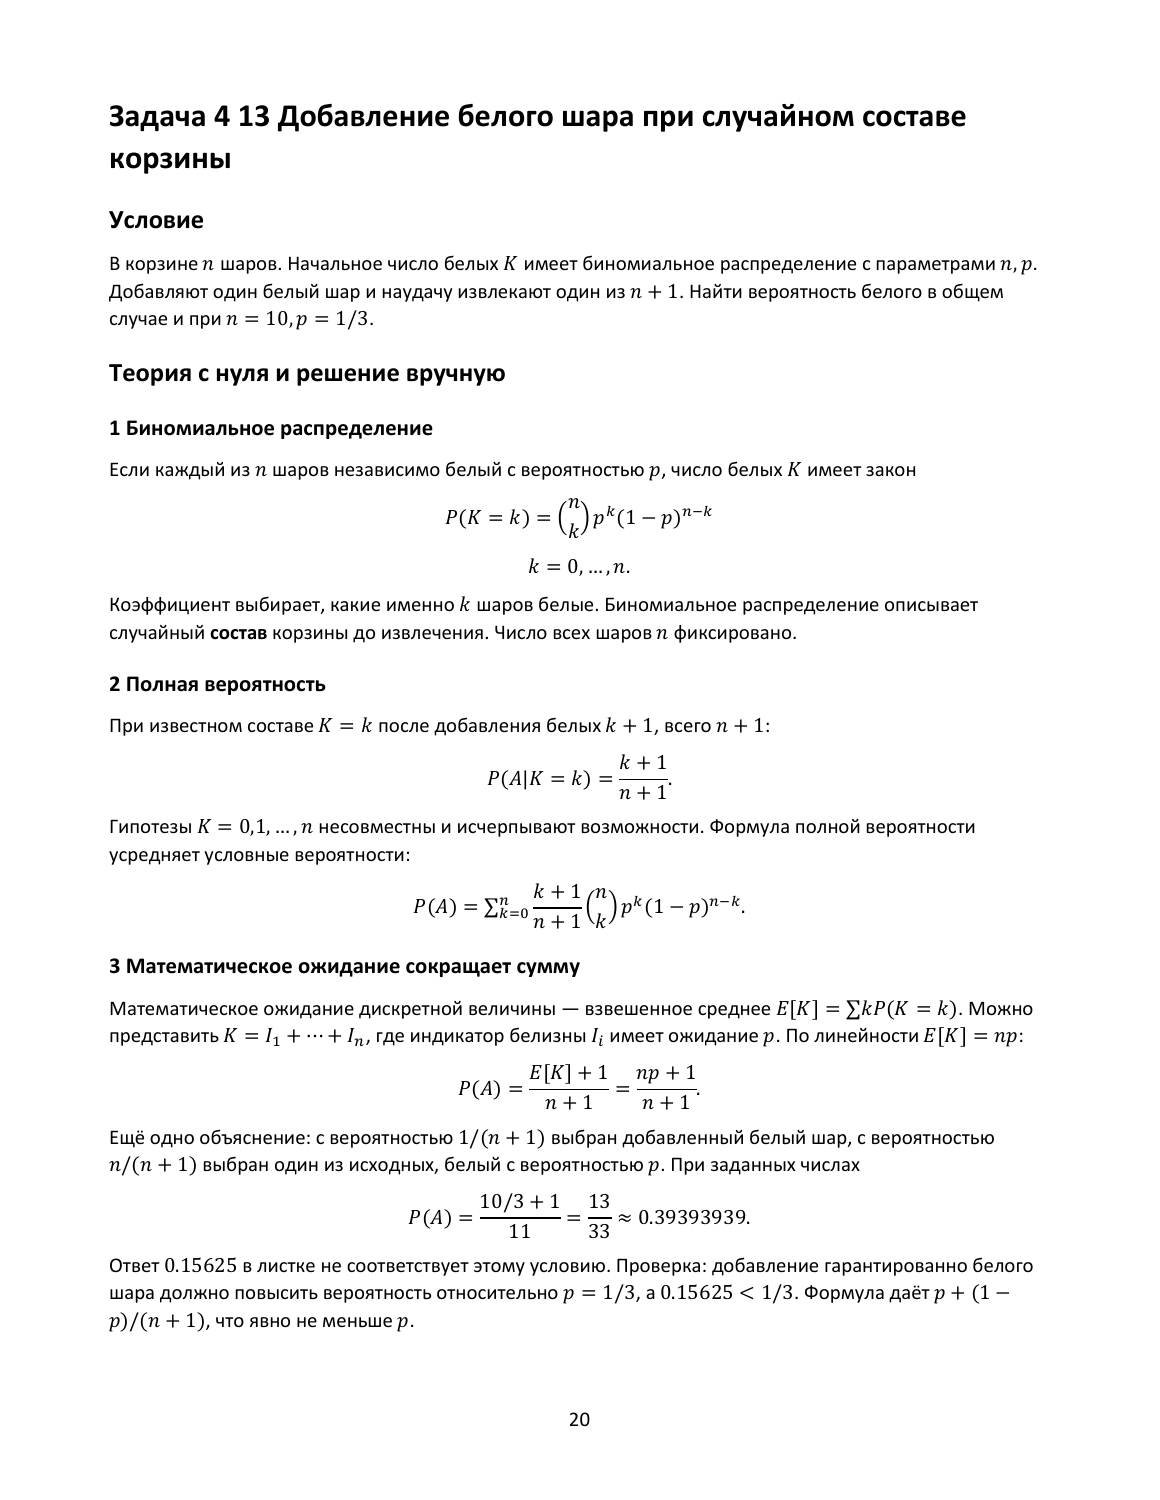 Задача 4 13 Добавление белого шара при случайном составе
корзины
Условие
В корзине n шаров. Начальное число белых K имеет биномиальное распределение с параметрами n, p.
Добавляют один белый шар и наудачу извлекают один из n + 1. Найти вероятность белого в общем
случае и при n = 10, p = 1/3.
Теория с нуля и решение вручную
1 Биномиальное распределение
Если каждый из n шаров независимо белый с вероятностью p, число белых K имеет закон
P(K = k) = \binom{n}{k} p^k (1 − p)^{n−k}
k = 0, … , n.
Коэффициент выбирает, какие именно k шаров белые. Биномиальное распределение описывает
случайный состав корзины до извлечения. Число всех шаров n фиксировано.
2 Полная вероятность
При известном составе K = k после добавления белых k + 1, всего n + 1:
P(A|K = k) = \frac{k + 1}{n + 1}.
Гипотезы K = 0,1, … , n несовместны и исчерпывают возможности. Формула полной вероятности
усредняет условные вероятности:
P(A) = ∑_{k=0}^{n} \frac{k + 1}{n + 1} \binom{n}{k} p^k (1 − p)^{n−k}.
3 Математическое ожидание сокращает сумму
Математическое ожидание дискретной величины — взвешенное среднее E[K] = ∑kP(K = k). Можно
представить K = I_1 + ⋯ + I_n, где индикатор белизны I_i имеет ожидание p. По линейности E[K] = np:
P(A) = \frac{E[K] + 1}{n + 1} = \frac{np + 1}{n + 1}.
Ещё одно объяснение: с вероятностью 1/(n + 1) выбран добавленный белый шар, с вероятностью
n/(n + 1) выбран один из исходных, белый с вероятностью p. При заданных числах
P(A) = \frac{10/3 + 1}{11} = \frac{13}{33} ≈ 0.39393939.
Ответ 0.15625 в листке не соответствует этому условию. Проверка: добавление гарантированно белого
шара должно повысить вероятность относительно p = 1/3, а 0.15625 < 1/3. Формула даёт p + (1 −
p)/(n + 1), что явно не меньше p.
20